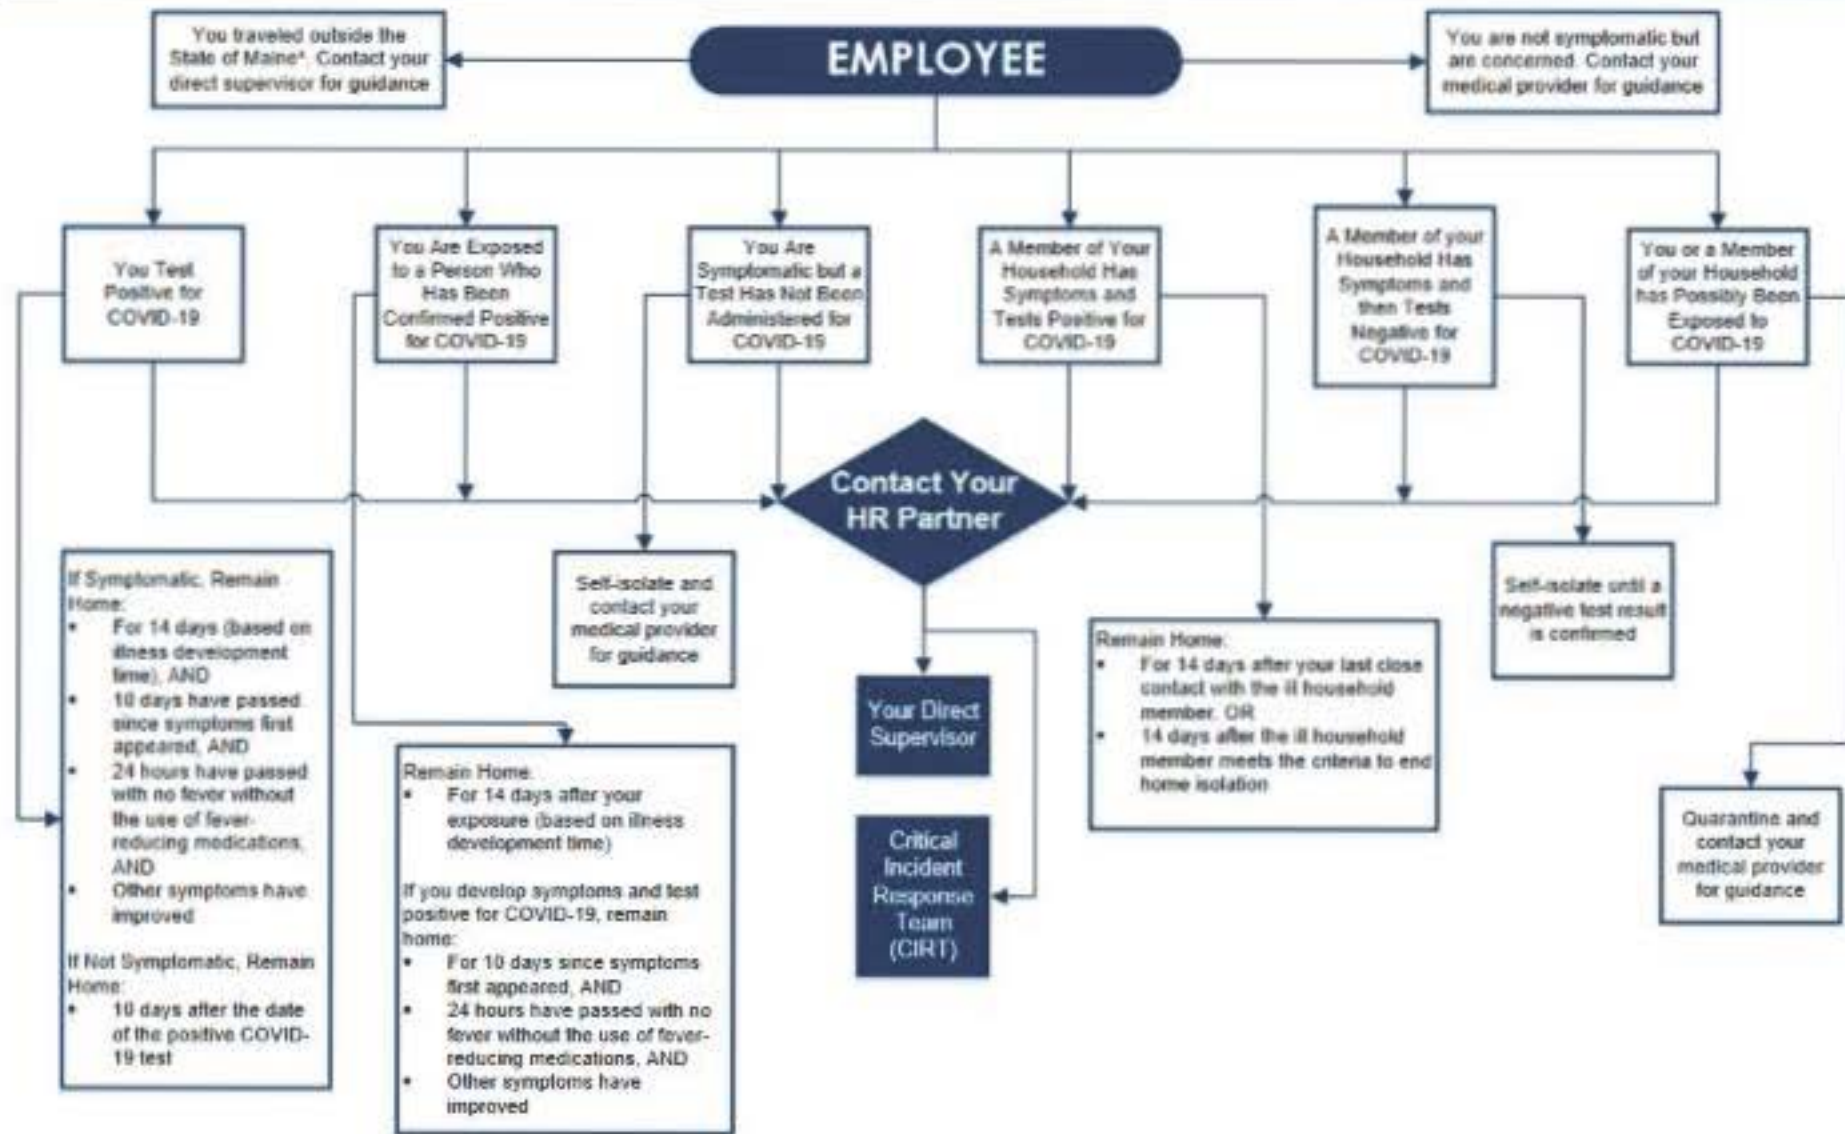 You traveled outside the
State of Maine*. Contact your
direct supervisor for guidance
EMPLOYEE
You are not symptomatic but
are concerned. Contact your
medical provider for guidance
You Test
Positive for
COVID-19
You Are Exposed
to a Person Who
Has Been
Confirmed Positive
for COVID-19
You Are
Symptomatic but a
Test Has Not Been
Administered for
COVID-19
A Member of Your
Household Has
Symptoms and
Tests Positive for
COVID-19
A Member of your
Household Has
Symptoms and
then Tests
Negative for
COVID-19
You or a Member
of your Household
has Possibly Been
Exposed to
COVID-19
Contact Your
HR Partner
If Symptomatic, Remain
Home:
• For 14 days (based on
illness development
time), AND
• 10 days have passed
since symptoms first
appeared, AND
• 24 hours have passed
with no fever without
the use of fever-
reducing medications,
AND
• Other symptoms have
improved
If Not Symptomatic, Remain
Home:
• 10 days after the date
of the positive COVID-
19 test
Remain Home:
• For 14 days after your
exposure (based on illness
development time)
If you develop symptoms and test
positive for COVID-19, remain
home:
• For 10 days since symptoms
first appeared, AND
• 24 hours have passed with no
fever without the use of fever-
reducing medications, AND
• Other symptoms have
improved
Self-isolate and
contact your
medical provider
for guidance
Your Direct
Supervisor
Critical
Incident
Response
Team
(CIRT)
Remain Home:
• For 14 days after your last close
contact with the ill household
member, OR
• 14 days after the ill household
member meets the criteria to end
home isolation
Self-isolate until a
negative test result
is confirmed
Quarantine and
contact your
medical provider
for guidance